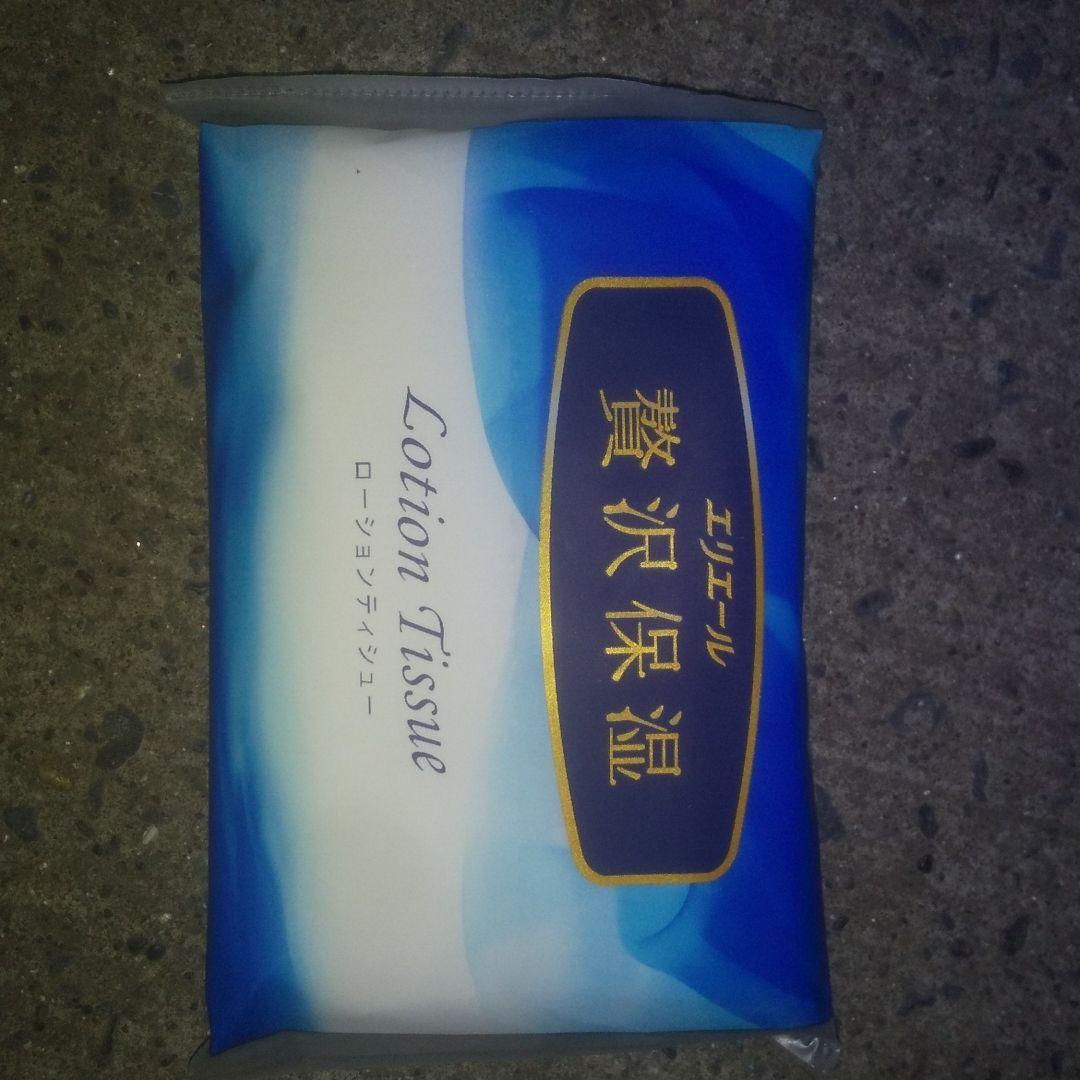 エリエール
贅沢保湿
Lotion Tissue
ローションティシュー